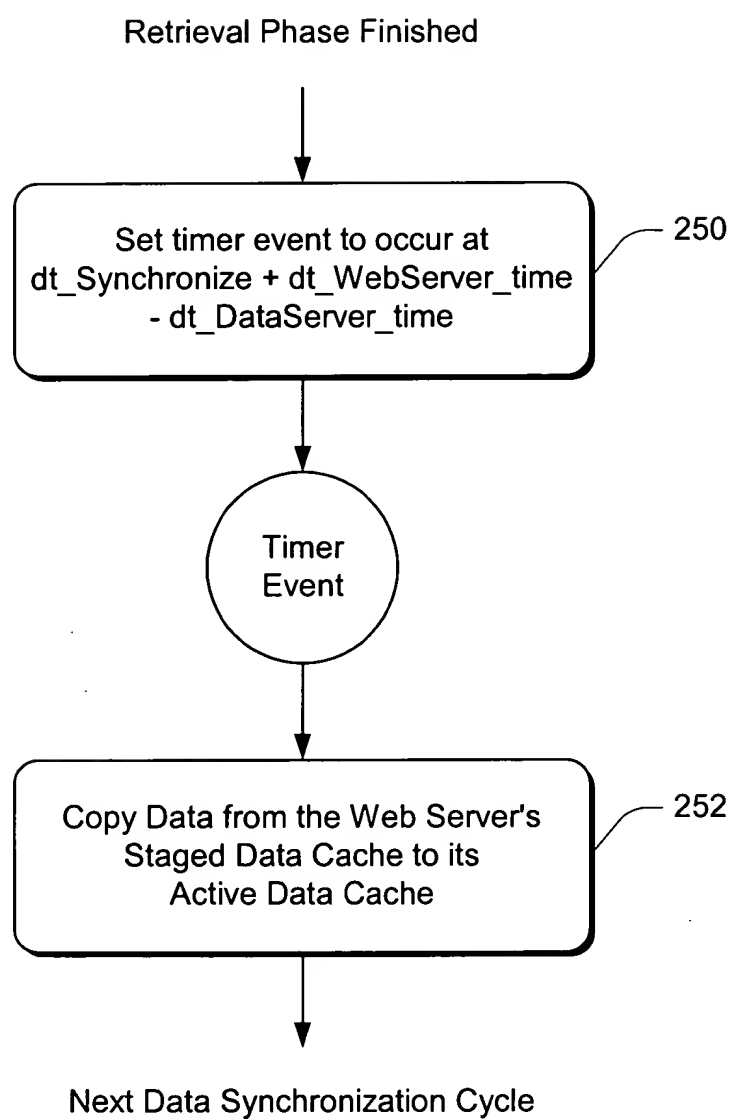 Retrieval Phase Finished
Set timer event to occur at
dt_Synchronize + dt_WebServer_time
- dt_DataServer_time
250
Timer
Event
Copy Data from the Web Server's
Staged Data Cache to its
Active Data Cache
252
Next Data Synchronization Cycle